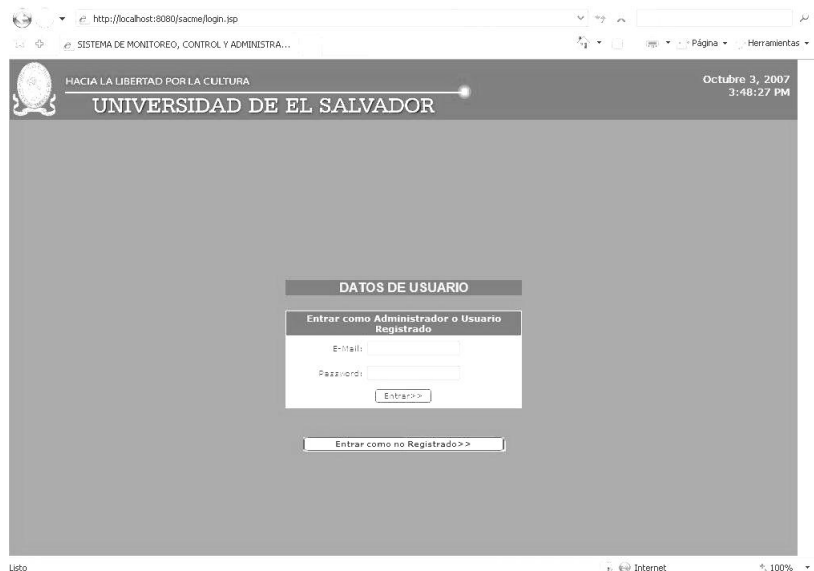 http://localhost:8080/sacme/login.jsp
SISTEMA DE MONITOREO, CONTROL Y ADMINISTRA...
Página
Herramientas
HACIA LA LIBERTAD POR LA CULTURA
UNIVERSIDAD DE EL SALVADOR
Octubre 3, 2007
3:48:27 PM
DATOS DE USUARIO
Entrar como Administrador o Usuario
Registrado
E-Mail:
Password:
Entrar>>
Entrar como no Registrado>>
Listo
Internet
100%